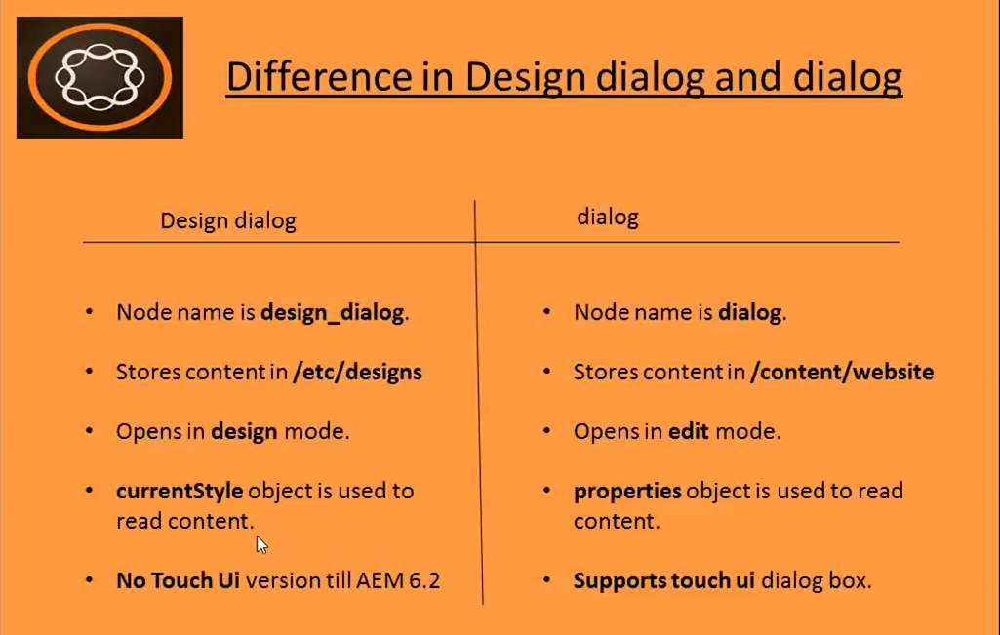 Difference in Design dialog and dialog
Design dialog
dialog
• Node name is design_dialog.
• Stores content in /etc/designs
• Opens in design mode.
• currentStyle object is used to
read content.
• No Touch Ui version till AEM 6.2
• Node name is dialog.
• Stores content in /content/website
• Opens in edit mode.
• properties object is used to read
content.
• Supports touch ui dialog box.